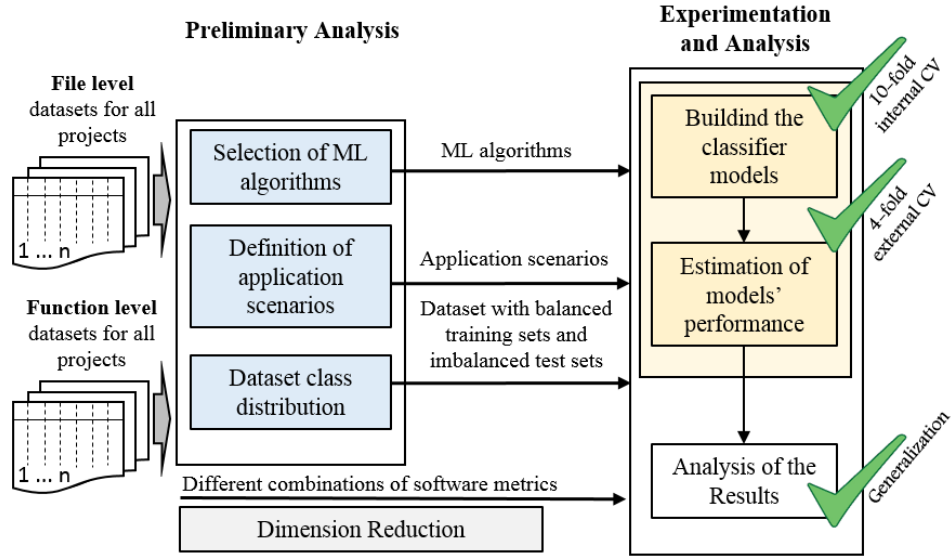 Preliminary Analysis
Experimentation
and Analysis
File level
datasets for all
projects
1 ... n
Function level
datasets for all
projects
1 ... n
Selection of ML
algorithms
Definition of
application
scenarios
Dataset class
distribution
ML algorithms
Application scenarios
Dataset with balanced
training sets and
imbalanced test sets
Different combinations of software metrics
Dimension Reduction
Buildind the
classifier
models
10-fold
internal CV
Estimation of
models’
performance
4-fold
external CV
Analysis of the
Results
Generalization